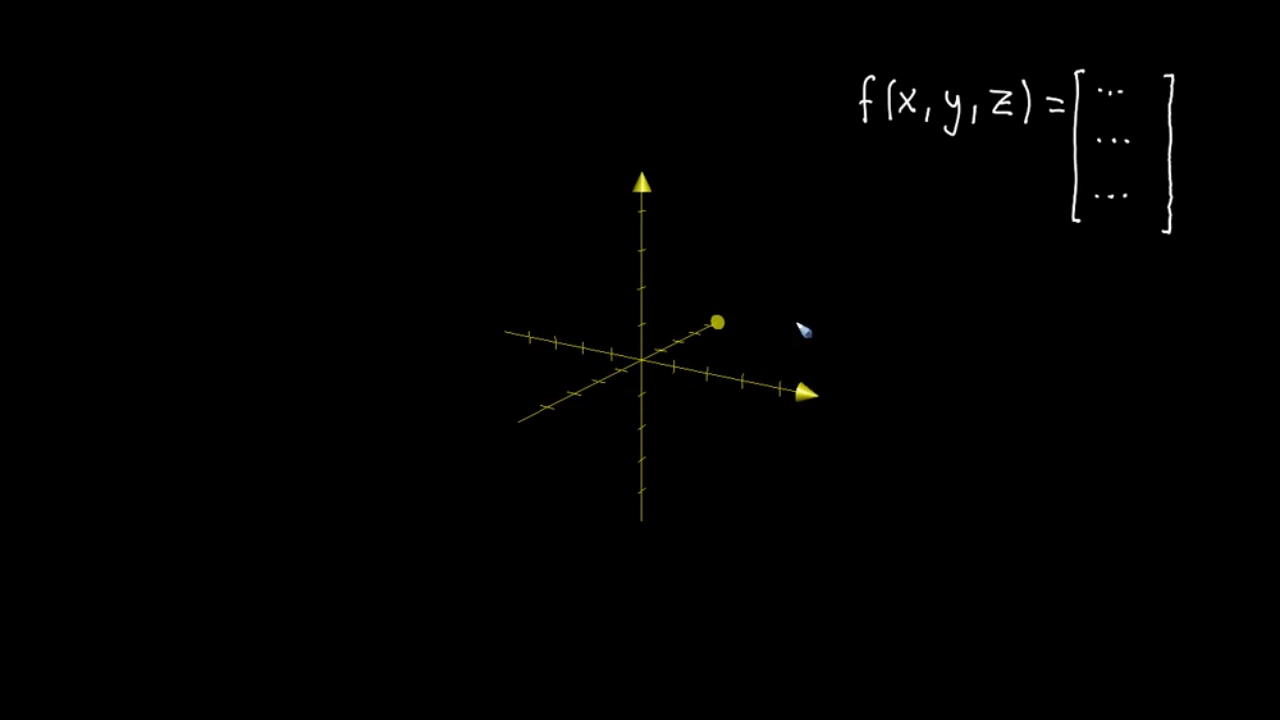 f(x, y, z) = [ ...
...
... ]